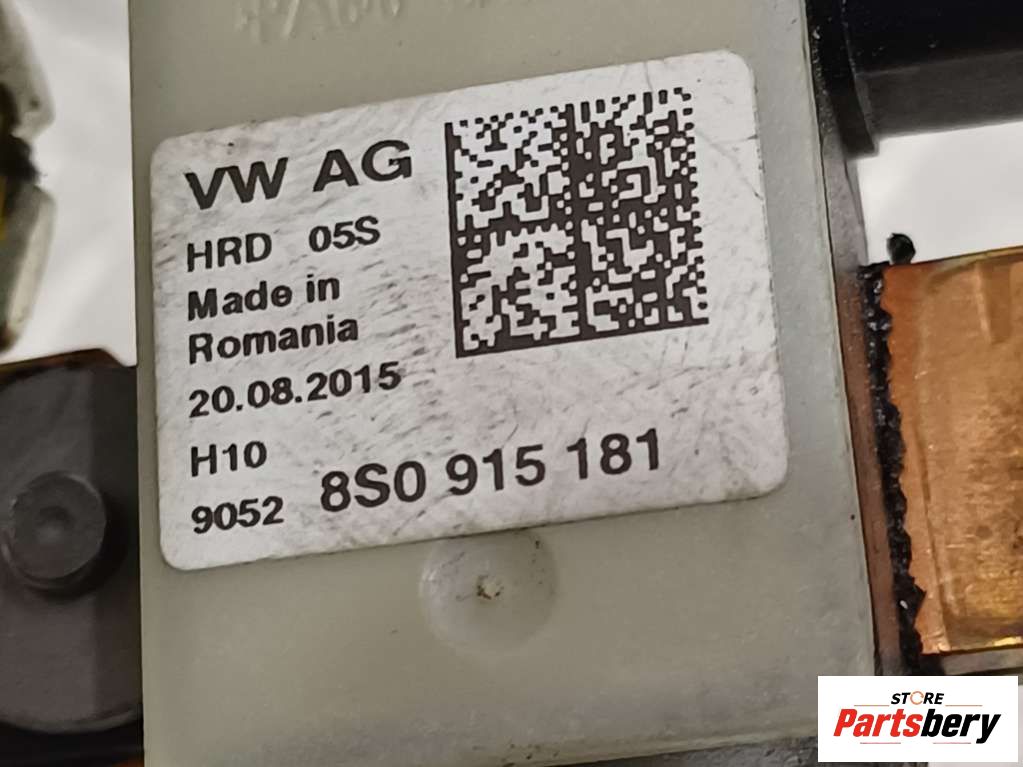 VW AG
HRD 05S
Made in
Romania
20.08.2015
H10
9052 8S0 915 181
STORE
Partsbery